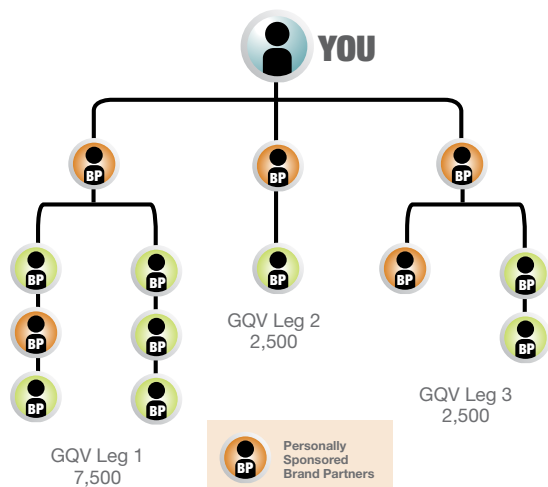 YOU
BP
BP
BP
BP
BP
BP
BP
BP
BP
BP
BP
BP
BP
BP
GQV Leg 2
2,500
GQV Leg 3
2,500
GQV Leg 1
7,500
BP
Personally
Sponsored
Brand Partners